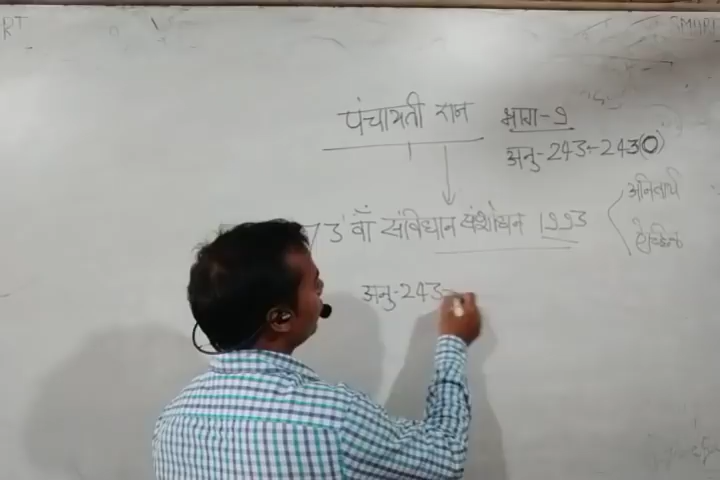 पंचायती राज भाग-9
अनु-243-243(O)
73 वाँ संविधान संशोधन 1993
अनिवार्य
ऐच्छिक
अनु-243-